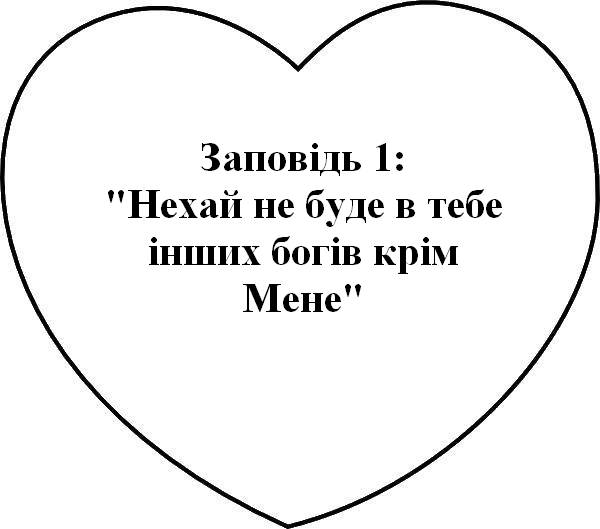 Заповідь 1:
"Нехай не буде в тебе
інших богів крім
Мене"